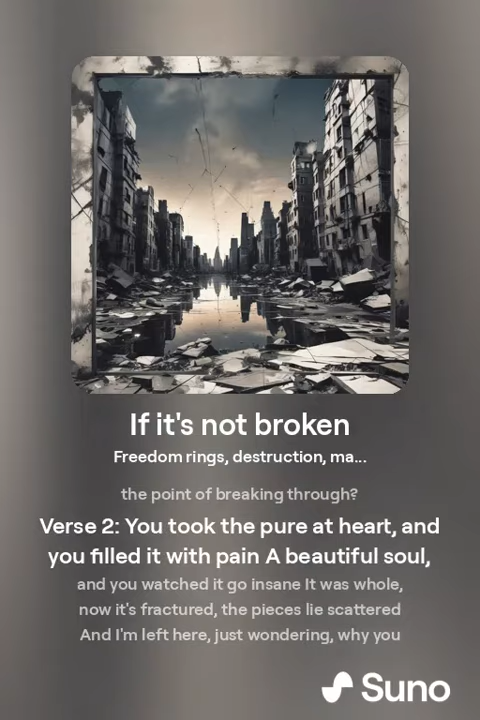 If it's not broken
Freedom rings, destruction, ma...
the point of breaking through?
Verse 2: You took the pure at heart, and
you filled it with pain A beautiful soul,
and you watched it go insane It was whole,
now it's fractured, the pieces lie scattered
And I'm left here, just wondering, why you
Suno